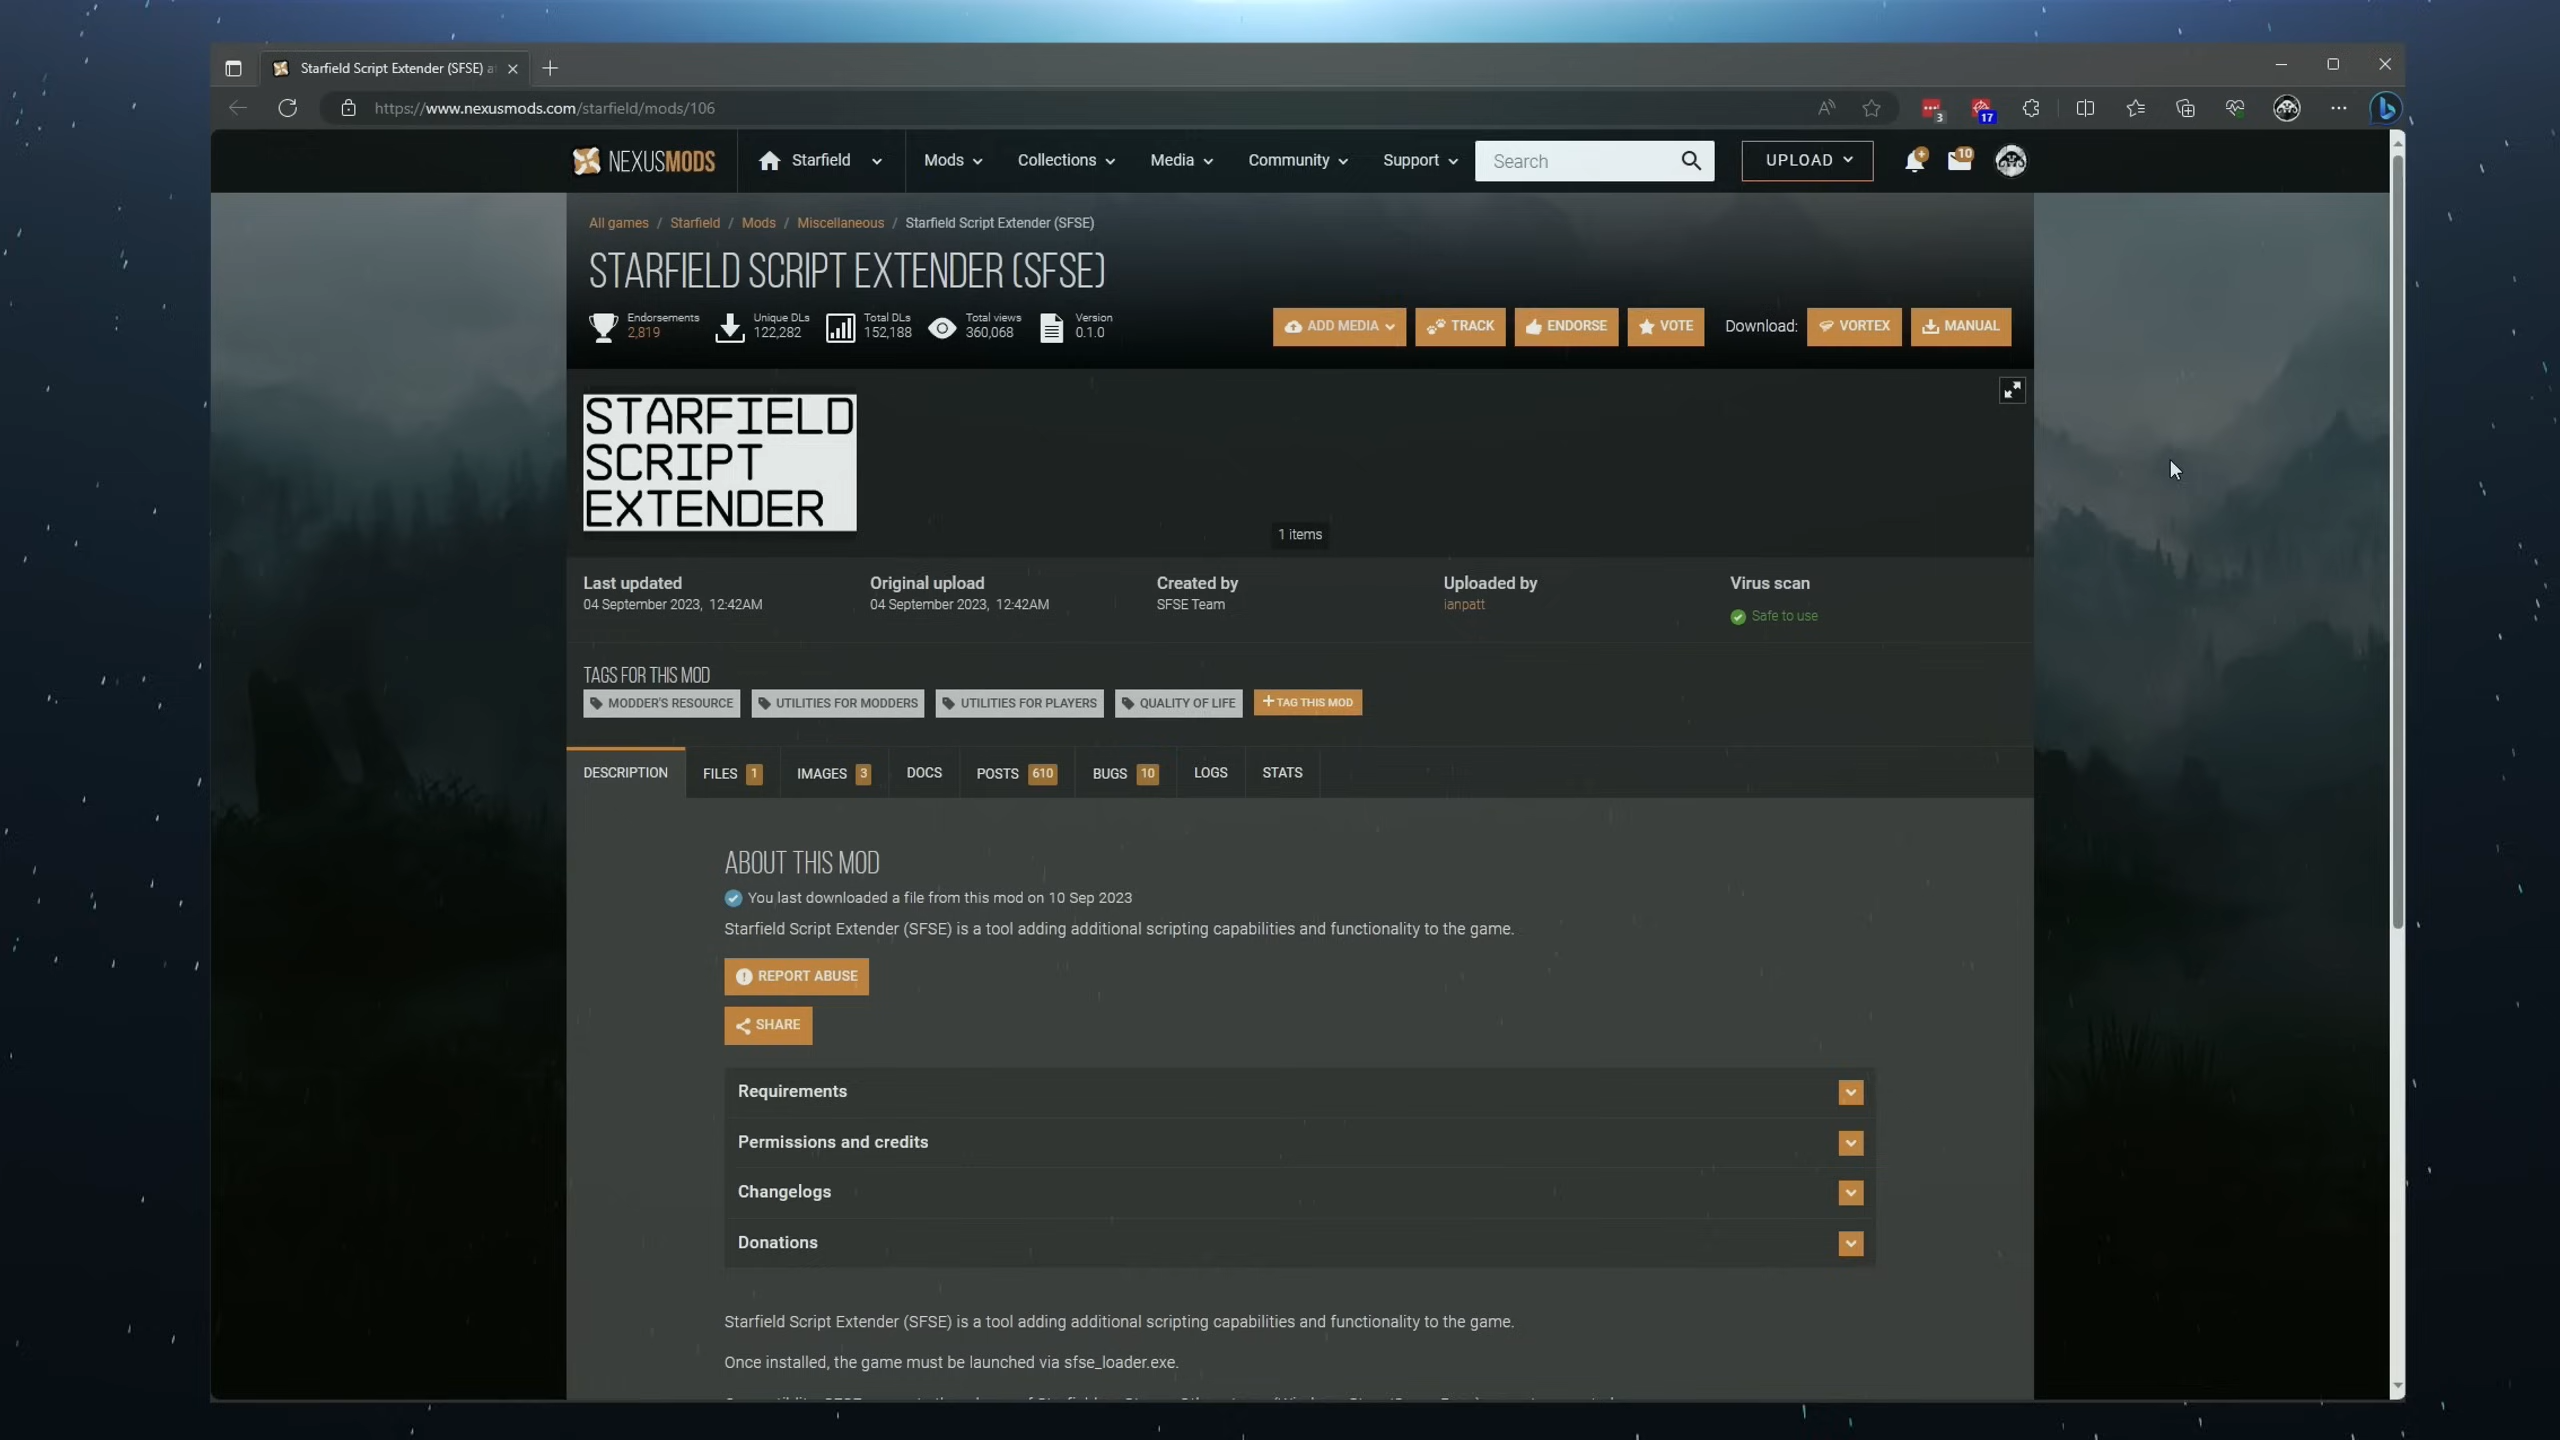 Starfield Script Extender (SFSE) a
https://www.nexusmods.com/starfield/mods/106
3
17
NEXUSMODS
Starfield
Mods
Collections
Media
Community
Support
Search
UPLOAD
10
All games / Starfield / Mods / Miscellaneous / Starfield Script Extender (SFSE)
STARFIELD SCRIPT EXTENDER (SFSE)
Endorsements
2,819
Unique DLs
122,282
Total DLs
152,188
Total views
360,068
Version
0.1.0
ADD MEDIA
TRACK
ENDORSE
VOTE
Download:
VORTEX
MANUAL
STARFIELD
SCRIPT
EXTENDER
1 items
Last updated
04 September 2023, 12:42AM
Original upload
04 September 2023, 12:42AM
Created by
SFSE Team
Uploaded by
ianpatt
Virus scan
Safe to use
TAGS FOR THIS MOD
MODDER'S RESOURCE
UTILITIES FOR MODDERS
UTILITIES FOR PLAYERS
QUALITY OF LIFE
+TAG THIS MOD
DESCRIPTION
FILES 1
IMAGES 3
DOCS
POSTS 610
BUGS 10
LOGS
STATS
ABOUT THIS MOD
You last downloaded a file from this mod on 10 Sep 2023
Starfield Script Extender (SFSE) is a tool adding additional scripting capabilities and functionality to the game.
REPORT ABUSE
SHARE
Requirements
Permissions and credits
Changelogs
Donations
Starfield Script Extender (SFSE) is a tool adding additional scripting capabilities and functionality to the game.
Once installed, the game must be launched via sfse_loader.exe.